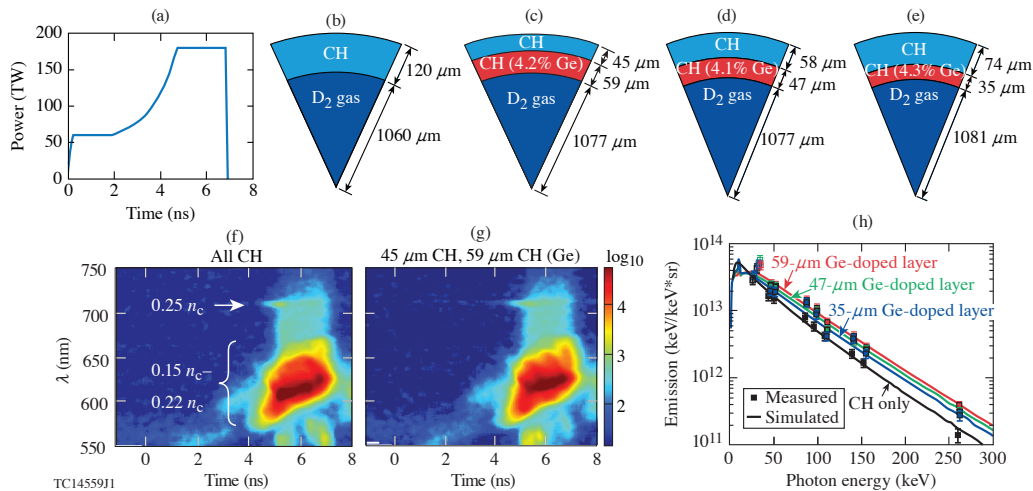 (a)
Power (TW)
200
150
100
50
0
0 2 4 6 8
Time (ns)
(b)
CH
D2 gas
120 μm
1060 μm
(c)
CH
CH (4.2% Ge)
D2 gas
45 μm
59 μm
1077 μm
(d)
CH
CH (4.1% Ge)
D2 gas
58 μm
47 μm
1077 μm
(e)
CH
CH (4.3% Ge)
D2 gas
74 μm
35 μm
1081 μm
(f)
All CH
λ (nm)
750
700
650
600
550
0.25 nc
0.15 nc–
0.22 nc
0 2 4 6 8
Time (ns)
(g)
45 μm CH, 59 μm CH (Ge)
0 2 4 6 8
Time (ns)
log10
4
3
2
(h)
Emission (keV/keV*sr)
10^14
10^13
10^12
10^11
59-μm Ge-doped layer
47-μm Ge-doped layer
35-μm Ge-doped layer
CH only
Measured
Simulated
0 50 100 150 200 250 300
Photon energy (keV)
TC14559J1